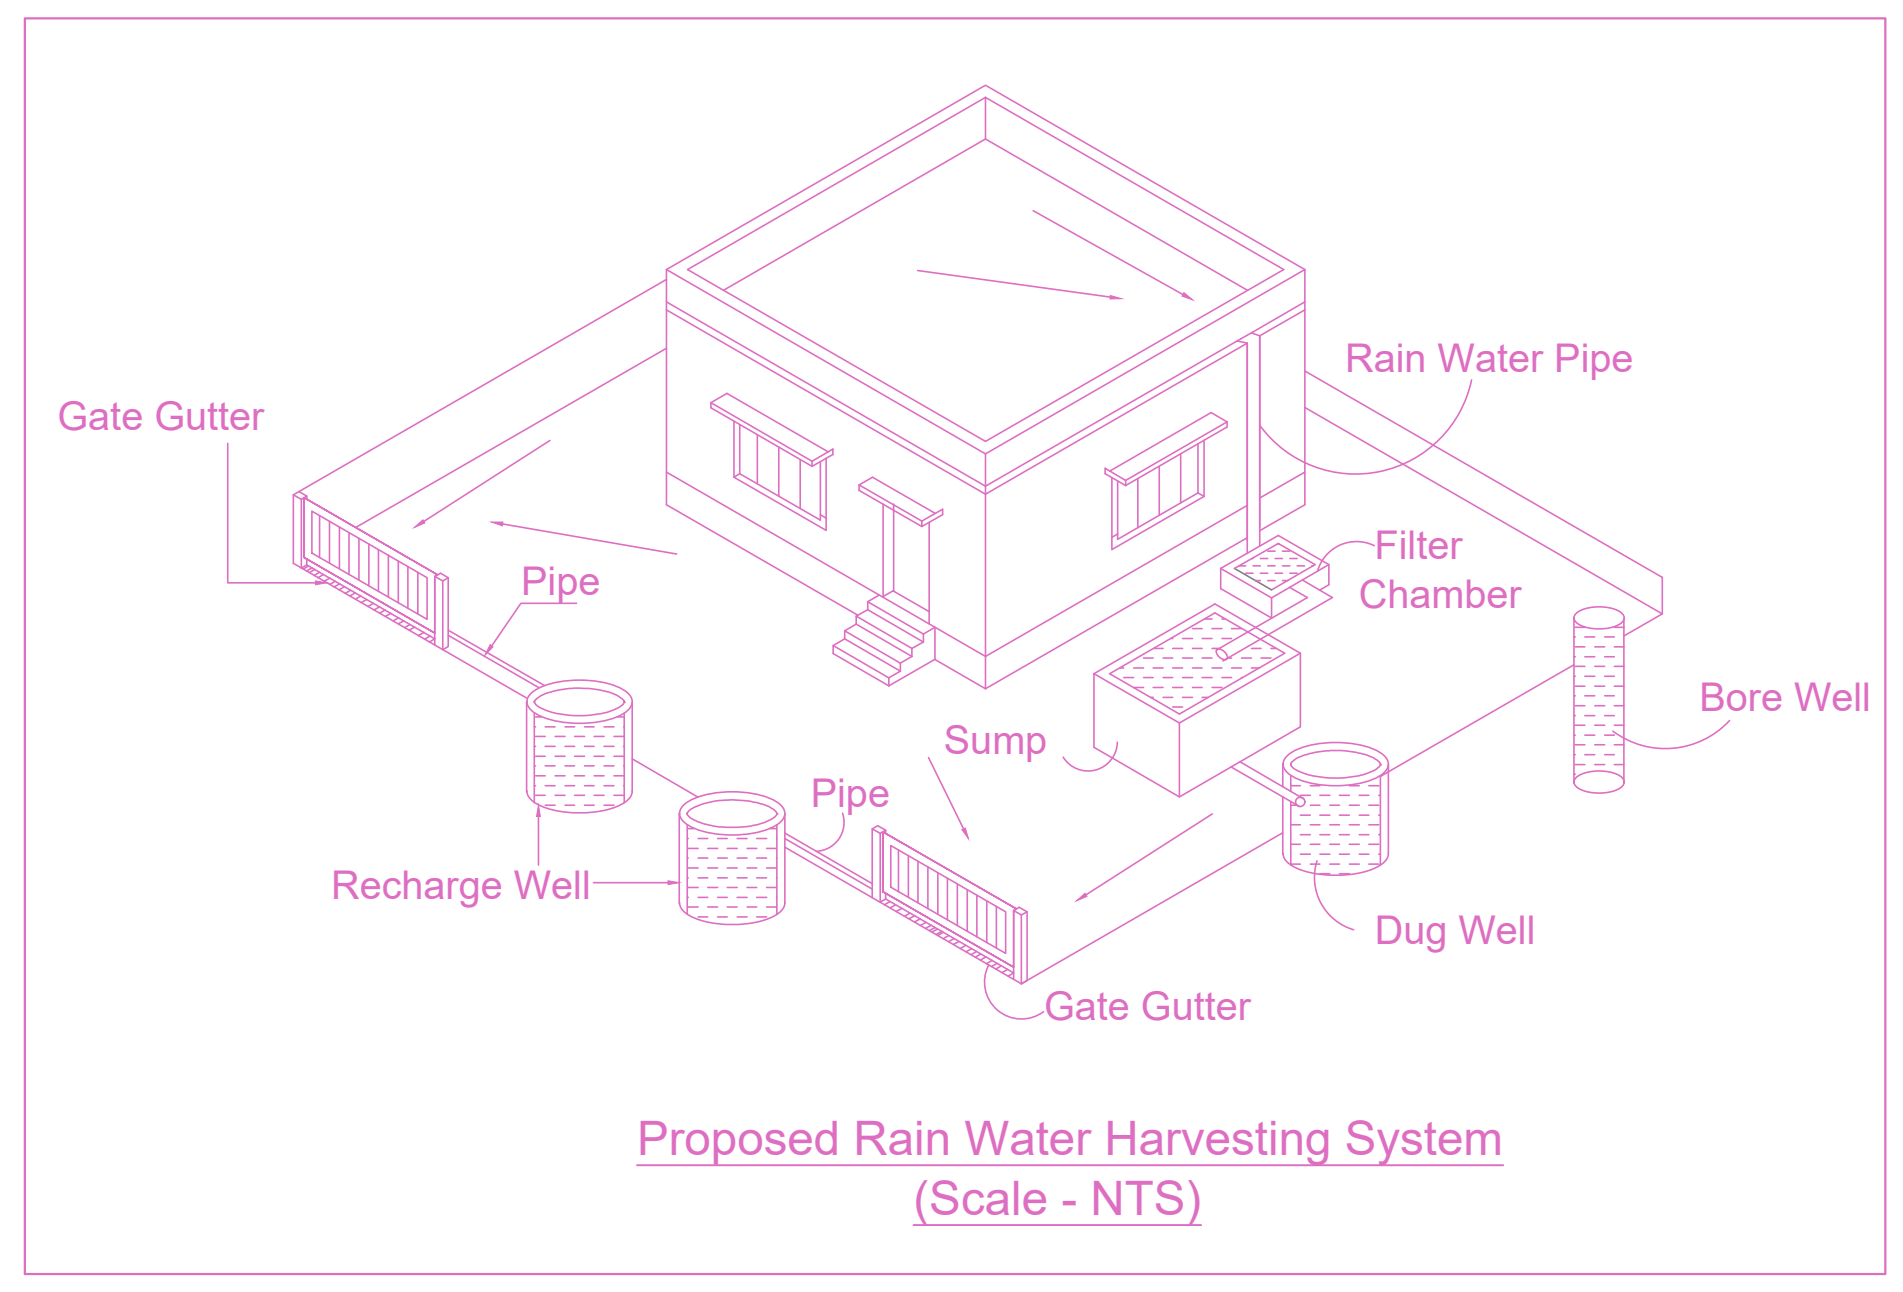 Rain Water Pipe
Gate Gutter
Filter
Chamber
Pipe
Bore Well
Sump
Pipe
Recharge Well
Dug Well
Gate Gutter
Proposed Rain Water Harvesting System
(Scale - NTS)